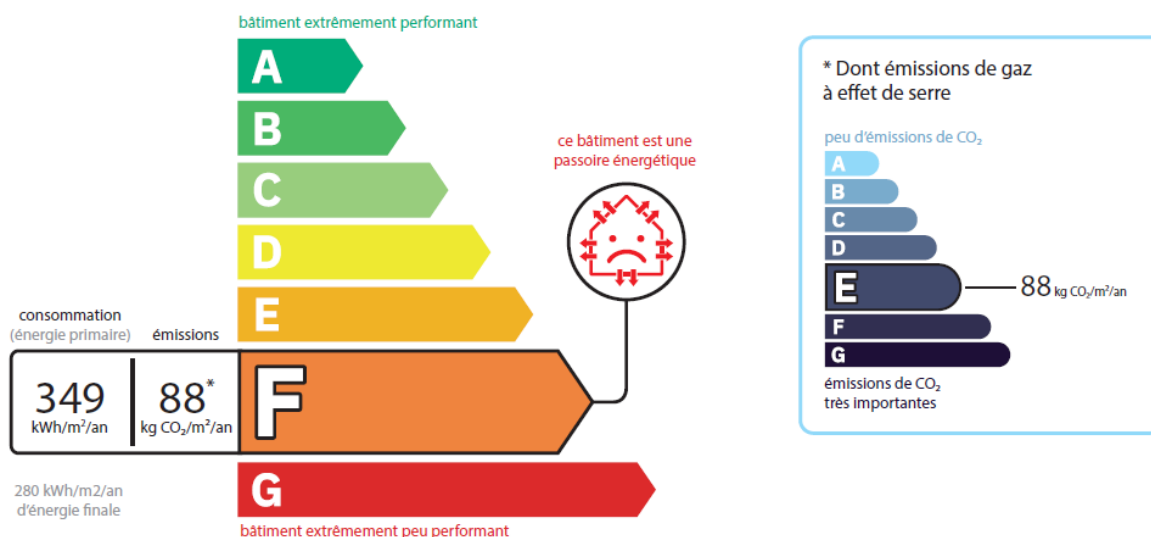 bâtiment extrêmement performant
A
B
C
D
E
F
G
bâtiment extrêmement peu performant
ce bâtiment est une
passoire énergétique
consommation
(énergie primaire)
émissions
349
kWh/m²/an
88*
kg CO₂/m²/an
280 kWh/m2/an
d'énergie finale
* Dont émissions de gaz
à effet de serre
peu d'émissions de CO₂
A
B
C
D
E
88 kg CO₂/m²/an
F
G
émissions de CO₂
très importantes